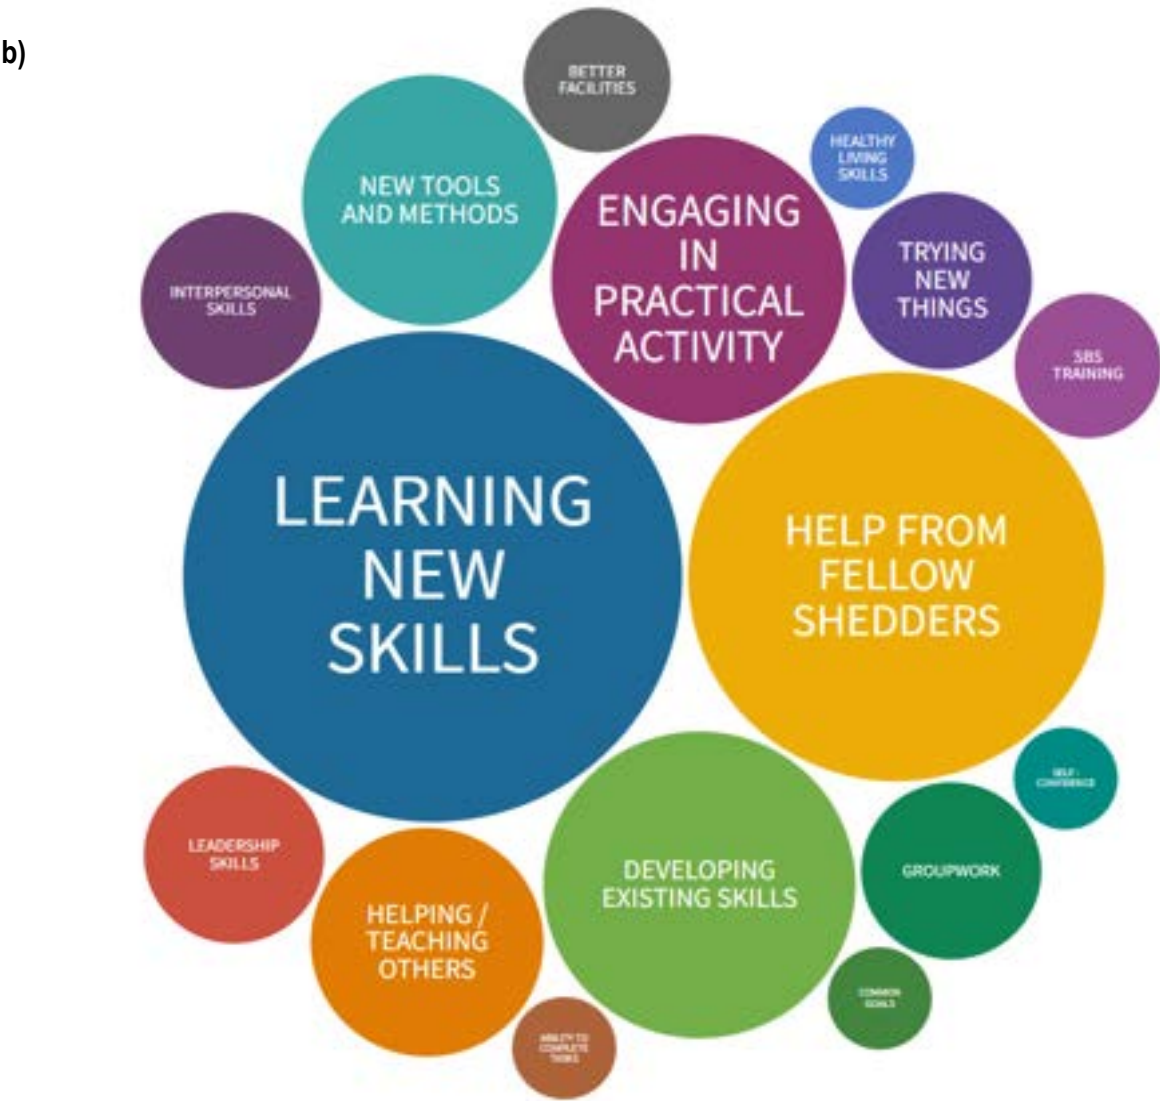 b)
BETTER
FACILITIES
HEALTHY
LIVING
SKILLS
NEW TOOLS
AND METHODS
ENGAGING
IN
PRACTICAL
ACTIVITY
TRYING
NEW
THINGS
INTERPERSONAL
SKILLS
SBS
TRAINING
LEARNING
NEW
SKILLS
HELP FROM
FELLOW
SHEDDERS
SELF-
CONFIDENCE
LEADERSHIP
SKILLS
DEVELOPING
EXISTING SKILLS
GROUPWORK
HELPING /
TEACHING
OTHERS
COMMON
GOALS
ABILITY TO
COMPLETE
TASKS